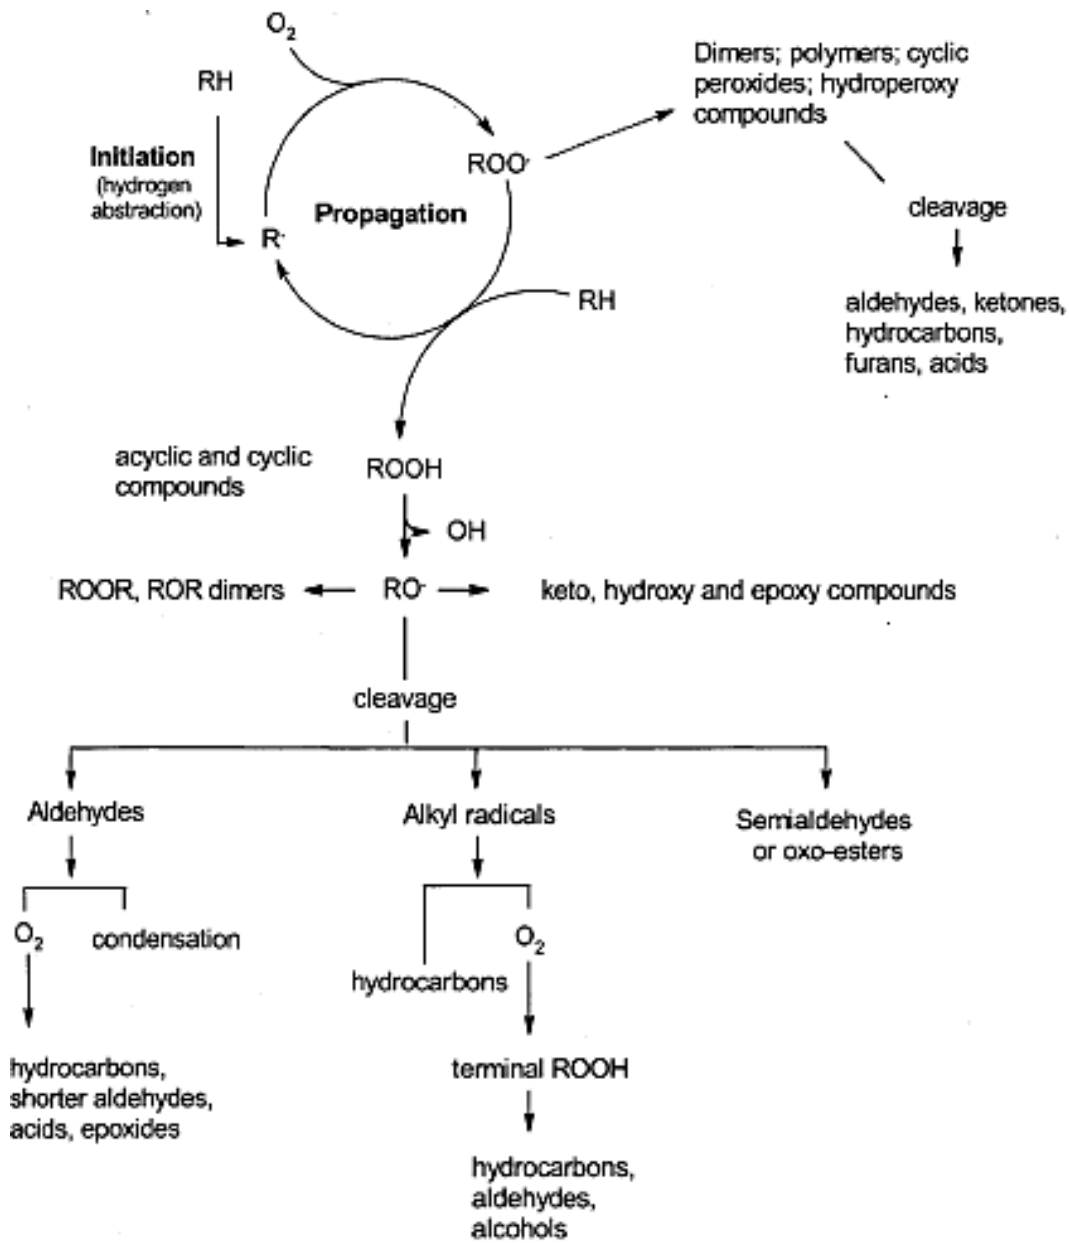 O₂
RH
Initiation
(hydrogen
abstraction)
R·
Propagation
ROO·
RH
Dimers; polymers; cyclic
peroxides; hydroperoxy
compounds
cleavage
aldehydes, ketones,
hydrocarbons,
furans, acids
acyclic and cyclic
compounds
ROOH
OH
ROOR, ROR dimers
RO·
keto, hydroxy and epoxy compounds
cleavage
Aldehydes
Alkyl radicals
Semialdehydes
or oxo-esters
O₂
condensation
hydrocarbons
O₂
hydrocarbons,
shorter aldehydes,
acids, epoxides
terminal ROOH
hydrocarbons,
aldehydes,
alcohols